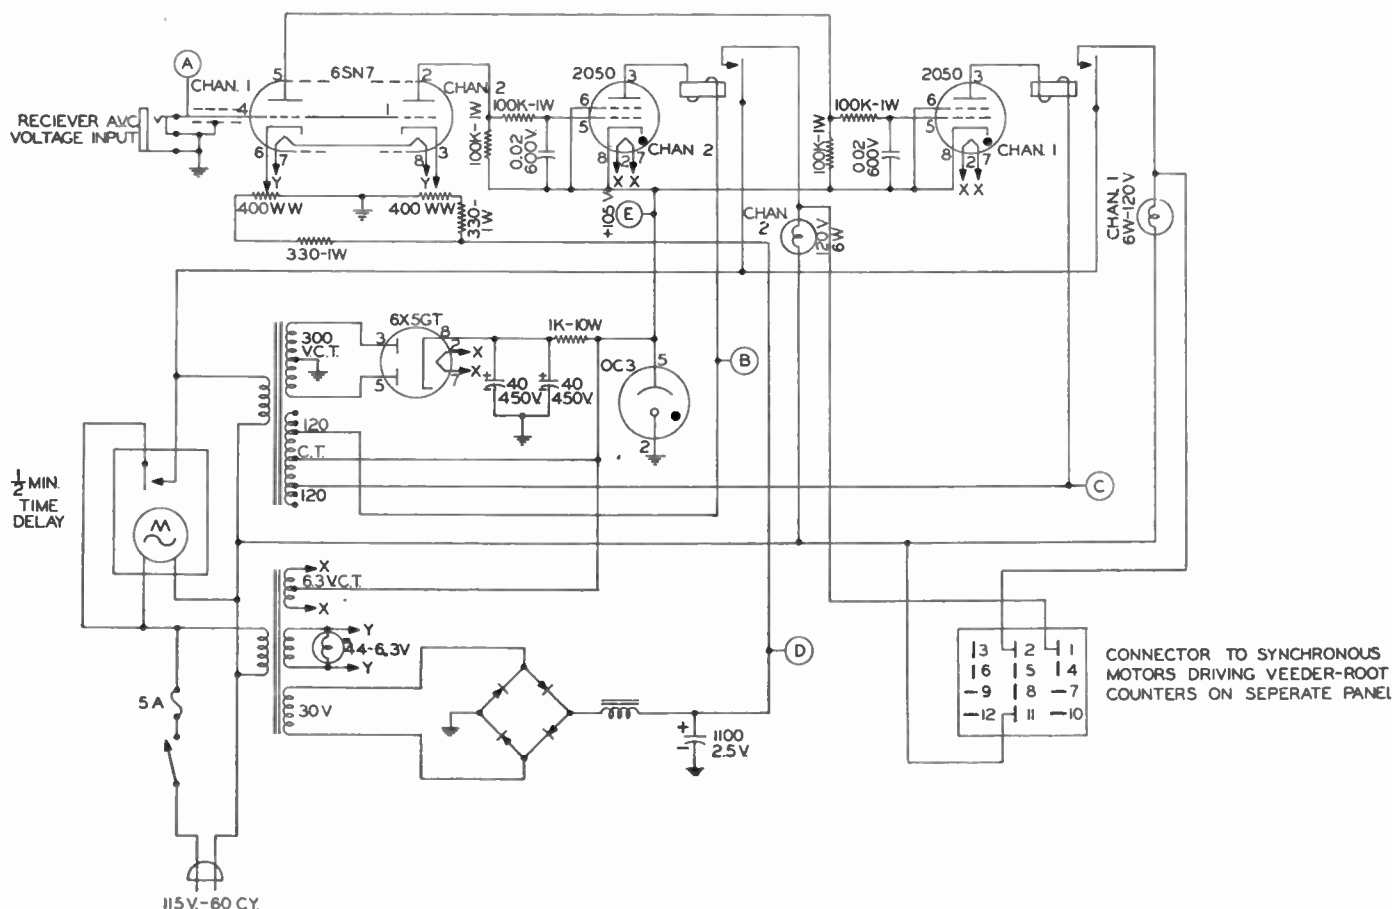 A
CHAN. 1
5
6SN7
2
CHAN 2
4
1
6
7
8
3
Y
Y
RECIEVER A.V.C.
VOLTAGE INPUT
400WW
400 WW
330-
1W
330-1W
100K-1W
100K-1W
0.02
600V.
2050
3
6
5
8
2
7
X X
CHAN 2
+105 V
E
CHAN
2
120 V
6W
100K-1W
100K-1W
0.02
600V
2050
3
6
5
8
2
7
X X
CHAN. 1
CHAN. 1
6W-120V
300
V.C.T.
6X5GT
3
5
8
2
7
X
X
1K-10W
+
40
450V.
+
40
450V.
OC3
5
2
B
120
C.T.
120
C
1/2 MIN.
TIME
DELAY
M
X
6.3V.C.T.
X
Y
44-6.3V
Y
30 V
5 A
D
+
-
1100
2.5 V.
3 2 1
6 5 4
9 8 7
12 11 10
CONNECTOR TO SYNCHRONOUS
MOTORS DRIVING VEEDER-ROOT
COUNTERS ON SEPERATE PANEL
115V.-60 CY.